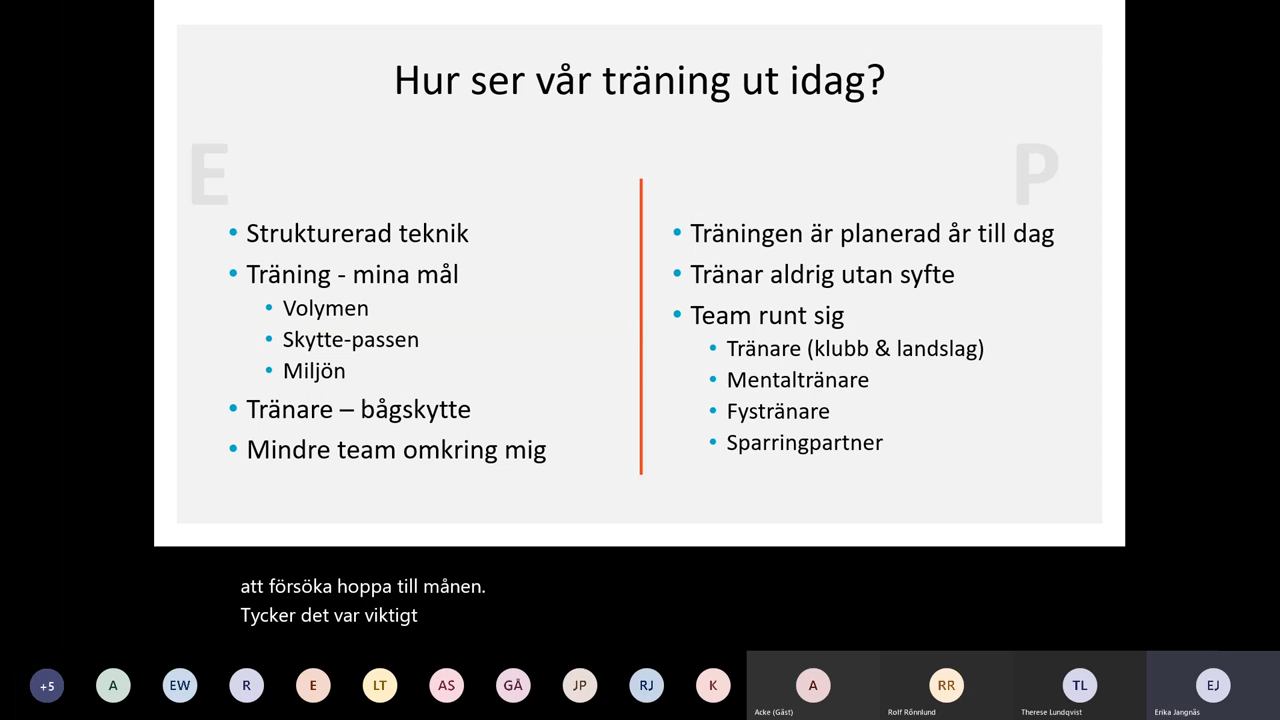 Hur ser vår träning ut idag?
E
P
• Strukturerad teknik
• Träning - mina mål
• Volymen
• Skytte-passen
• Miljön
• Tränare – bågskytte
• Mindre team omkring mig
• Träningen är planerad år till dag
• Tränar aldrig utan syfte
• Team runt sig
• Tränare (klubb & landslag)
• Mentaltränare
• Fystränare
• Sparringpartner
att försöka hoppa till månen.
Tycker det var viktigt
+5 A EW R E LT AS GÅ JP RJ K A RR TL EJ
Acke (Gäst) Rolf Rönnlund Therese Lundqvist Erika Jangnäs